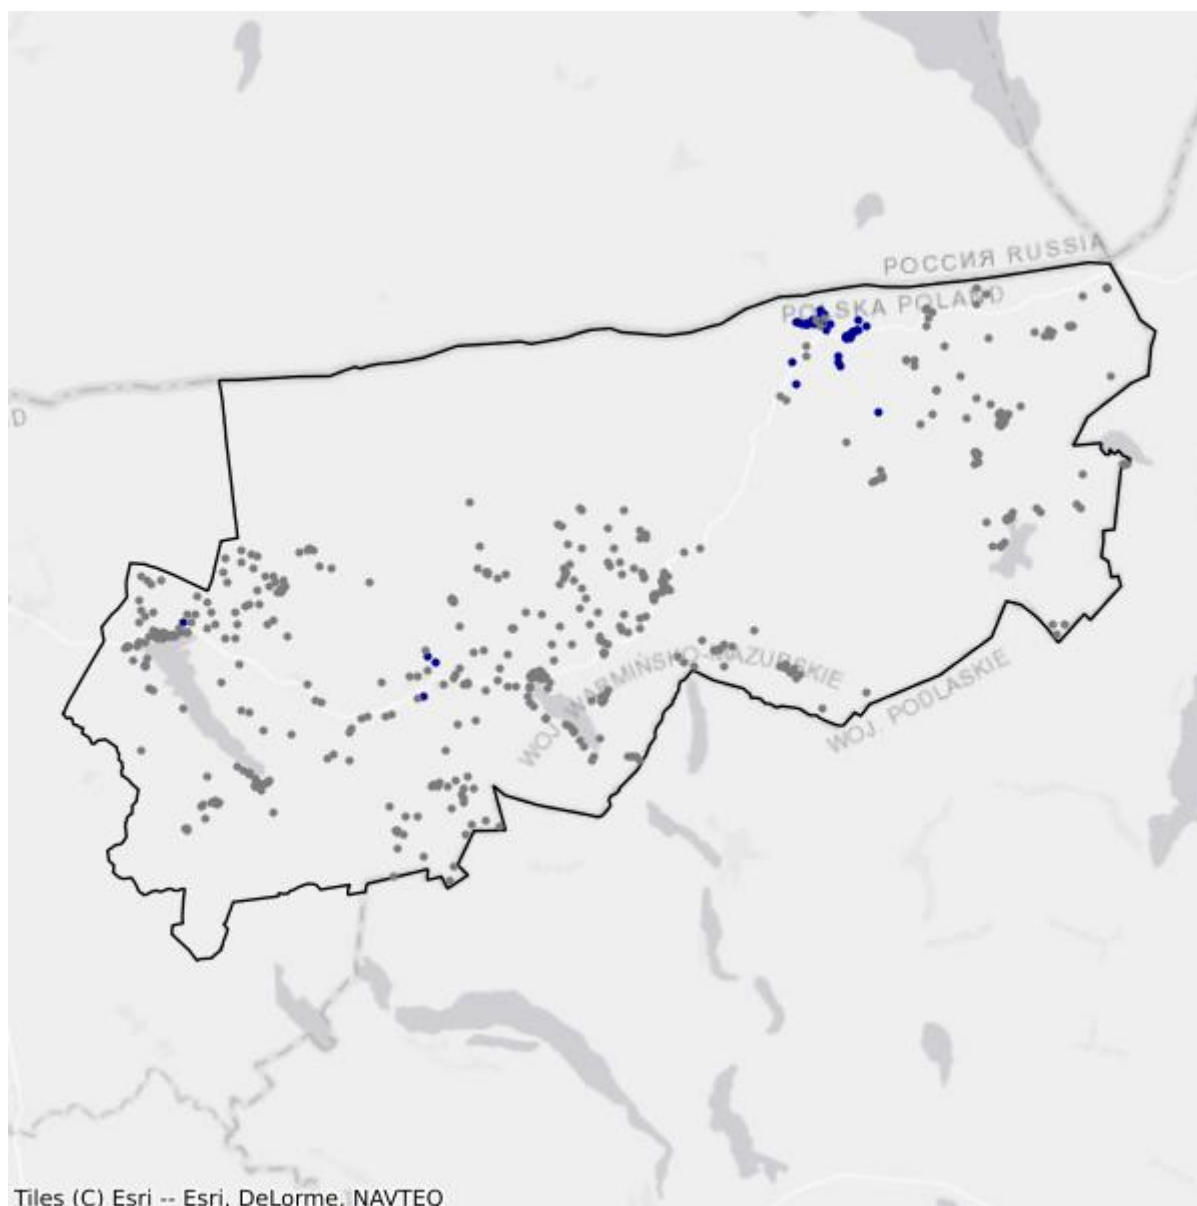 РОССИЯ RUSSIA
POLSKA POLAND
D
WOJ. WARMIŃSKO-MAZURSKIE
WOJ. PODLASKIE
Tiles (C) Esri -- Esri, DeLorme, NAVTEQ